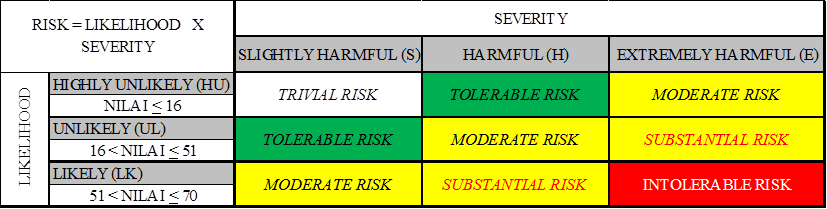 RISK = LIKELIHOOD X
SEVERITY
SEVERITY
SLIGHTLY HARMFUL (S)
HARMFUL (H)
EXTREMELY HARMFUL (E)
LIKELIHOOD
HIGHLY UNLIKELY (HU)
NILAI ≤ 16
TRIVIAL RISK
TOLERABLE RISK
MODERATE RISK
UNLIKELY (UL)
16 < NILAI ≤ 51
TOLERABLE RISK
MODERATE RISK
SUBSTANTIAL RISK
LIKELY (LK)
51 < NILAI ≤ 70
MODERATE RISK
SUBSTANTIAL RISK
INTOLERABLE RISK